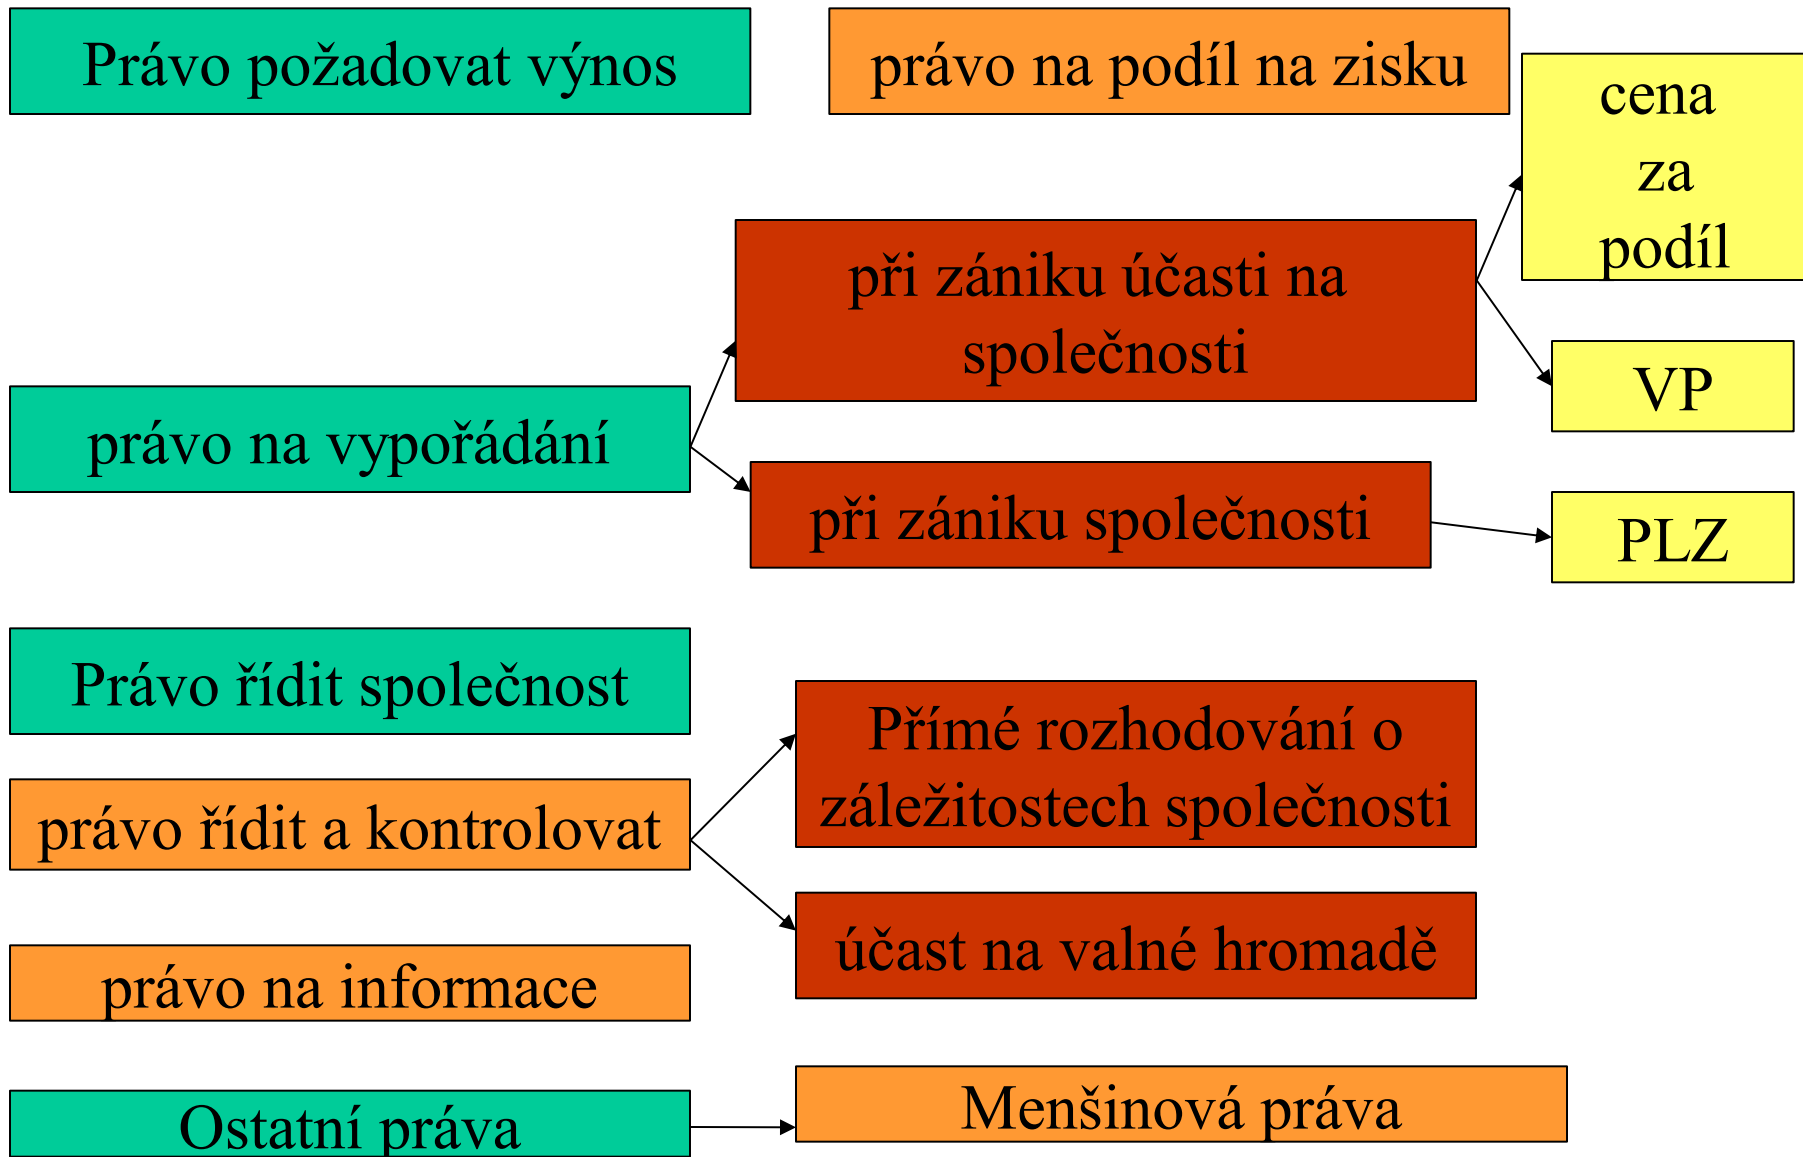 Právo požadovat výnos
právo na podíl na zisku
cena
za
podíl
při zániku účasti na
společnosti
VP
právo na vypořádání
při zániku společnosti
PLZ
Právo řídit společnost
Přímé rozhodování o
záležitostech společnosti
právo řídit a kontrolovat
účast na valné hromadě
právo na informace
Menšinová práva
Ostatní práva